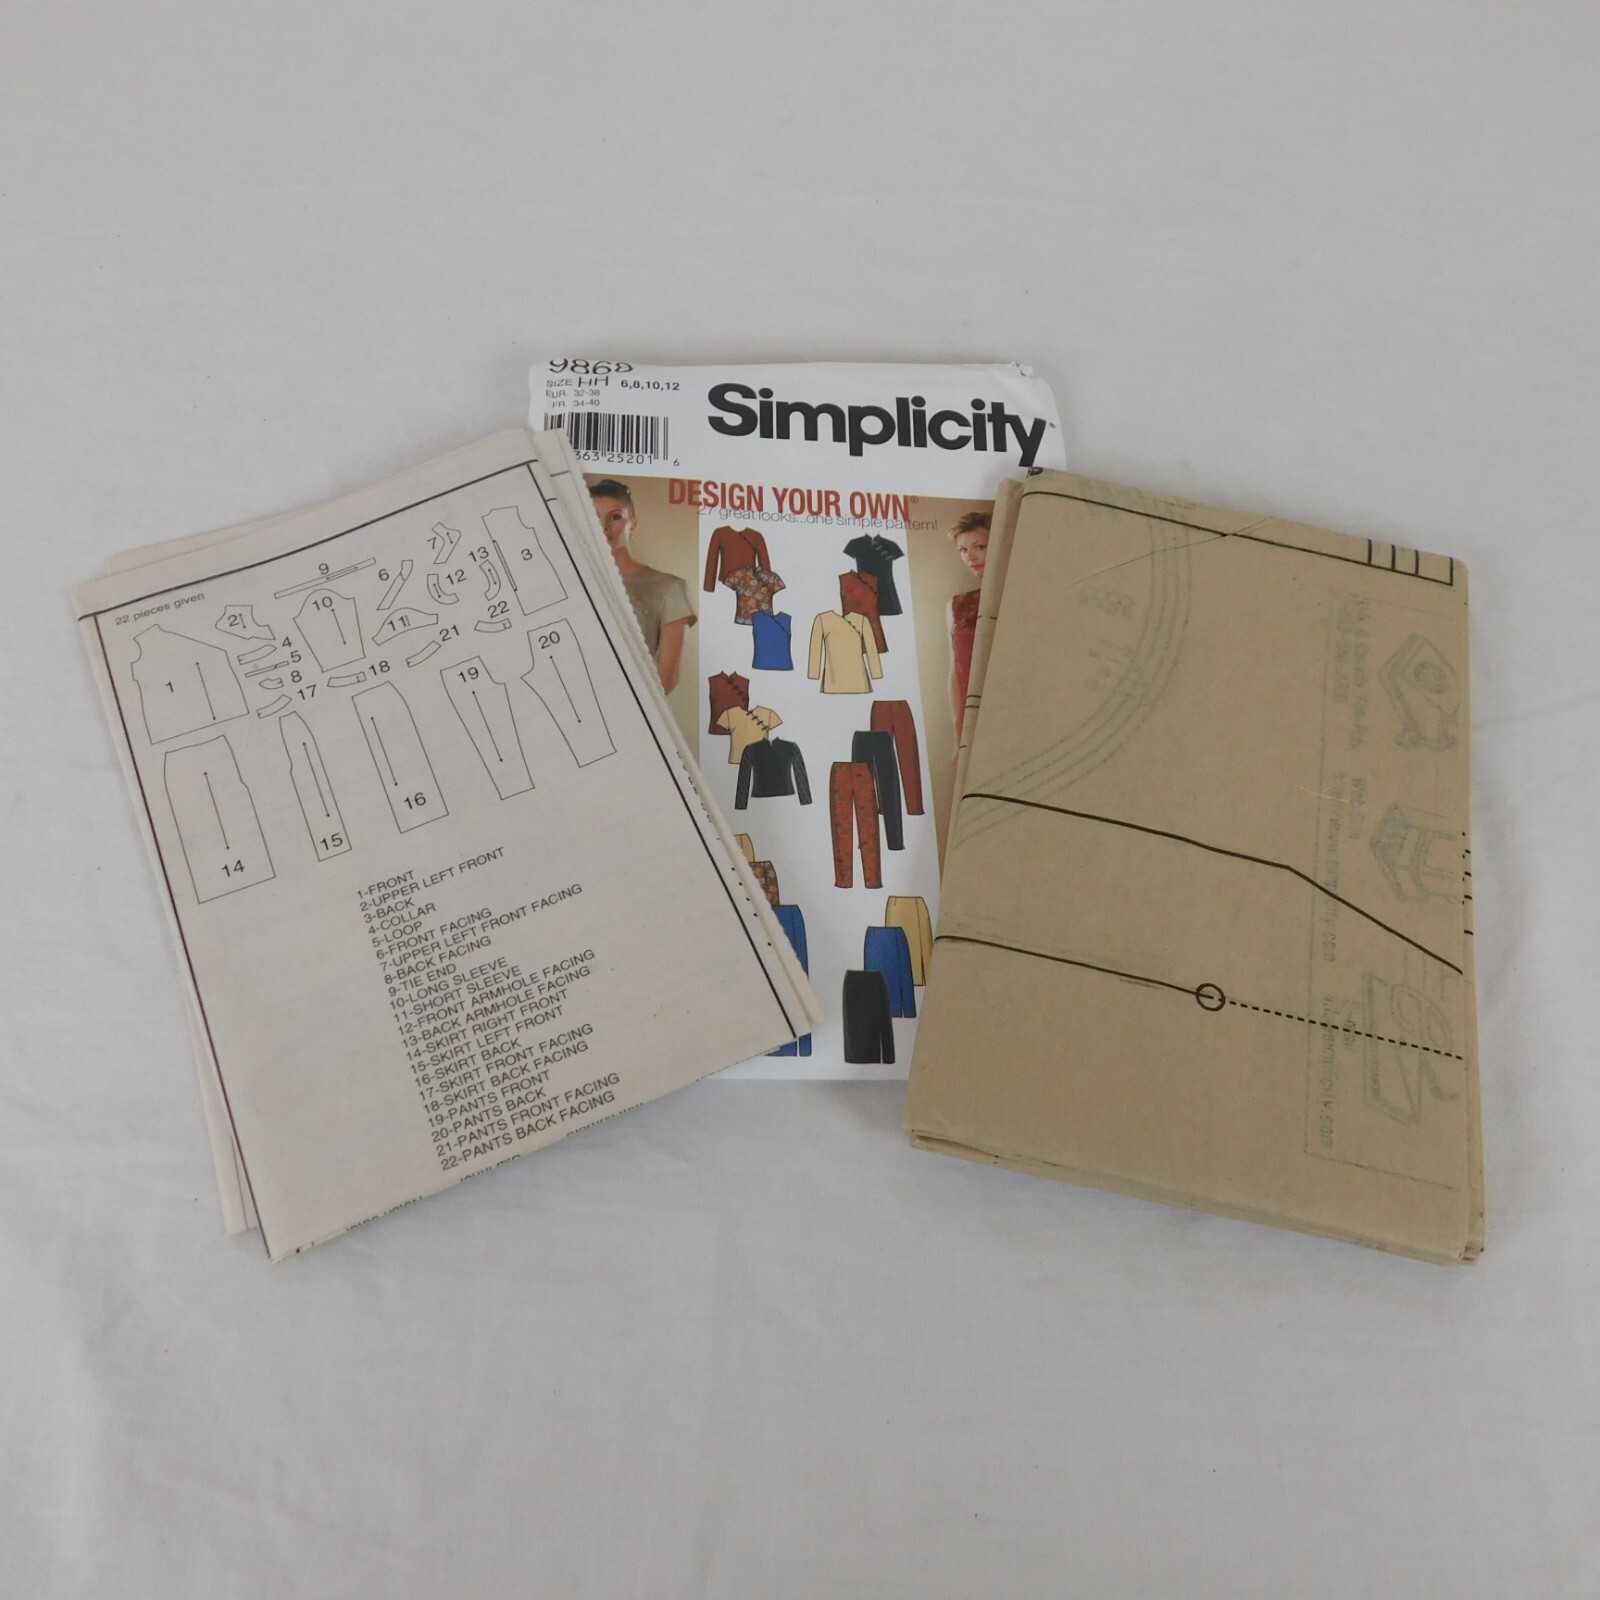 9869
SIZE HH 6,8,10,12
EUR. 32-38
FR. 34-40
363 25201 6
Simplicity
DESIGN YOUR OWN®
27 great looks...one simple pattern!
22 pieces given
1
2
3
4
5
6
7
8
9
10
11
12
13
14
15
16
17
18
19
20
21
22
1-FRONT
2-UPPER LEFT FRONT
3-BACK
4-COLLAR
5-LOOP
6-FRONT FACING
7-UPPER LEFT FRONT FACING
8-BACK FACING
9-TIE END
10-LONG SLEEVE
11-SHORT SLEEVE
12-FRONT ARMHOLE FACING
13-BACK ARMHOLE FACING
14-SKIRT RIGHT FRONT
15-SKIRT LEFT FRONT
16-SKIRT BACK
17-SKIRT FRONT FACING
18-SKIRT BACK FACING
19-PANTS FRONT
20-PANTS BACK
21-PANTS FRONT FACING
22-PANTS BACK FACING